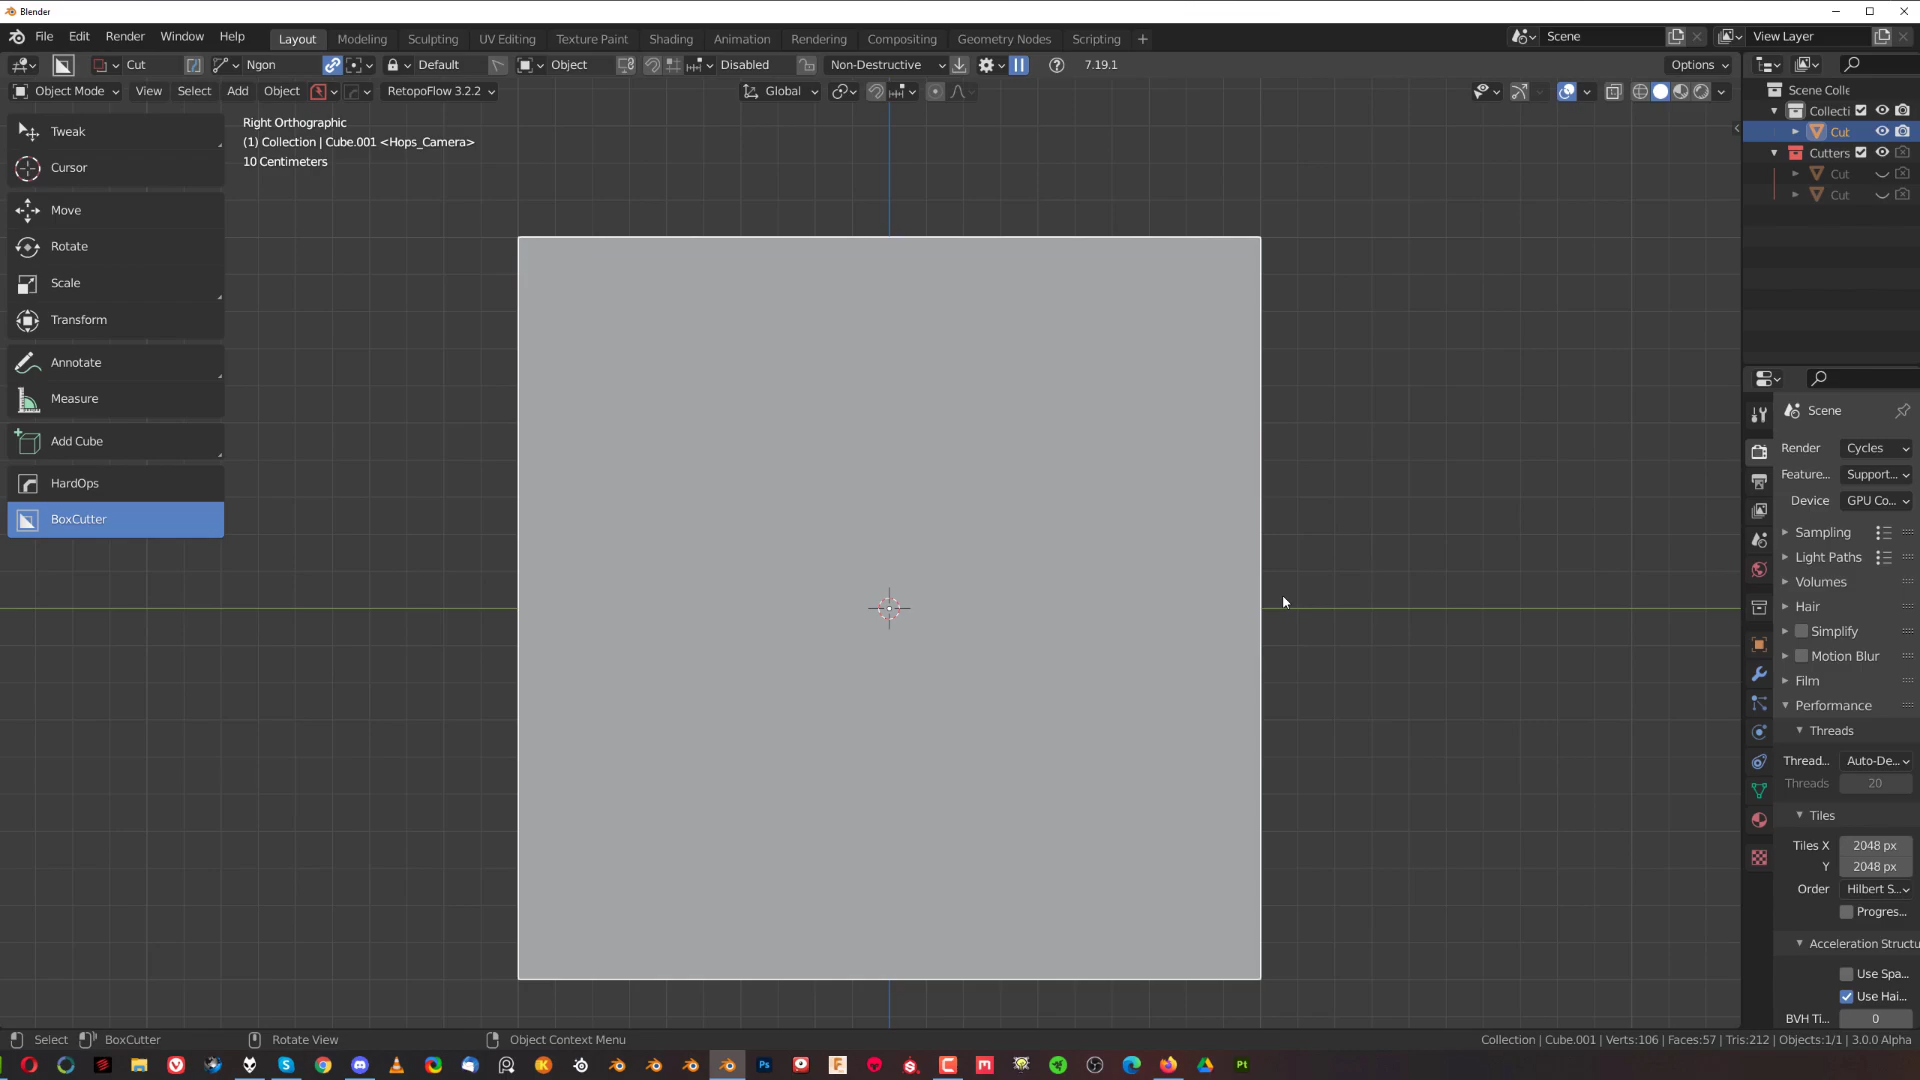 Blender
File Edit Render Window Help Layout Modeling Sculpting UV Editing Texture Paint Shading Animation Rendering Compositing Geometry Nodes Scripting + Scene View Layer
Cut Ngon Default Object Disabled Non-Destructive 7.19.1 Options
Object Mode View Select Add Object RetopoFlow 3.2.2 Global
Tweak
Cursor
Move
Rotate
Scale
Transform
Annotate
Measure
Add Cube
HardOps
BoxCutter
Right Orthographic
(1) Collection | Cube.001 <Hops_Camera>
10 Centimeters
Scene Colle
Collecti
Cut
Cutters
Cut
Cut
Scene
Render Cycles
Feature... Support...
Device GPU Co...
Sampling
Light Paths
Volumes
Hair
Simplify
Motion Blur
Film
Performance
Threads
Thread... Auto-De...
Threads 20
Tiles
Tiles X 2048 px
Y 2048 px
Order Hilbert S...
Progres...
Acceleration Structu
Use Spa...
Use Hai...
BVH Ti... 0
Select BoxCutter Rotate View Object Context Menu Collection | Cube.001 | Verts:106 | Faces:57 | Tris:212 | Objects:1/1 | 3.0.0 Alpha
Ps
F
M
Pt